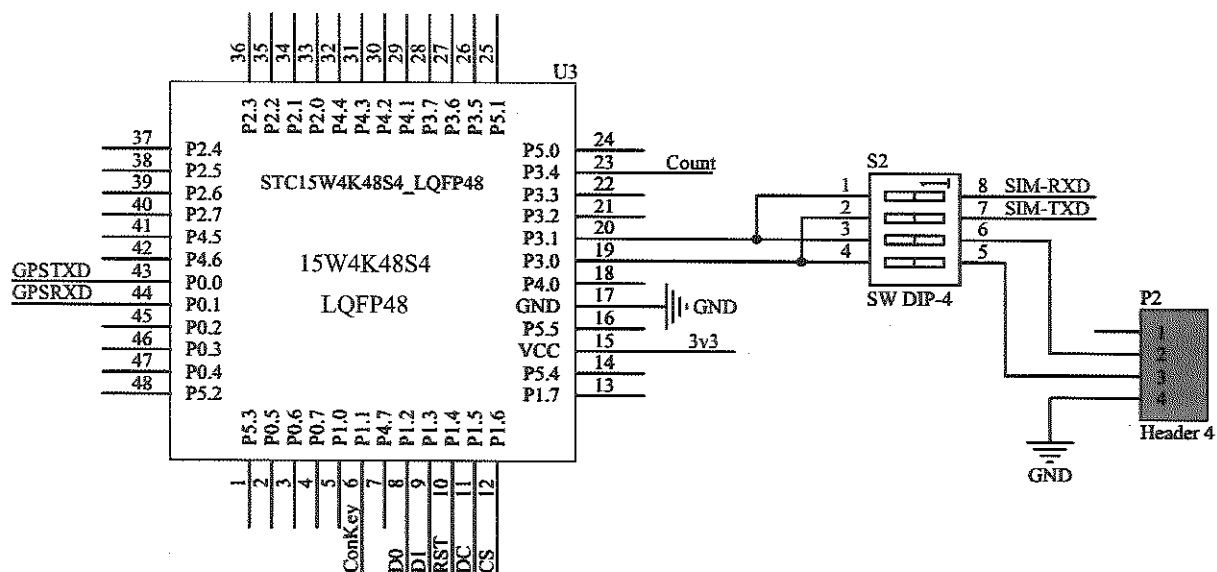 36 35 34 33 32 31 30 29 28 27 26 25
U3
P2.3 P2.2 P2.1 P2.0 P4.4 P4.3 P4.2 P4.1 P3.7 P3.6 P3.5 P5.1
STC15W4K48S4_LQFP48
15W4K48S4
LQFP48
37 P2.4
38 P2.5
39 P2.6
40 P2.7
41 P4.5
42 P4.6
GPSTXD 43 P0.0
GPSRXD 44 P0.1
45 P0.2
46 P0.3
47 P0.4
48 P5.2
P5.0 24
P3.4 23 Count
P3.3 22
P3.2 21
P3.1 20
P3.0 19
P4.0 18
GND 17 GND
P5.5 16
VCC 15 3v3
P5.4 14
P1.7 13
P5.3 P0.5 P0.6 P0.7 P1.0 P1.1 P4.7 P1.2 P1.3 P1.4 P1.5 P1.6
1 2 3 4 5 6 7 8 9 10 11 12
ConKey D0 D1 RST DC CS
S2
1 8 SIM-RXD
2 7 SIM-TXD
3 6
4 5
SW DIP-4
P2
1
2
3
4
Header 4
GND